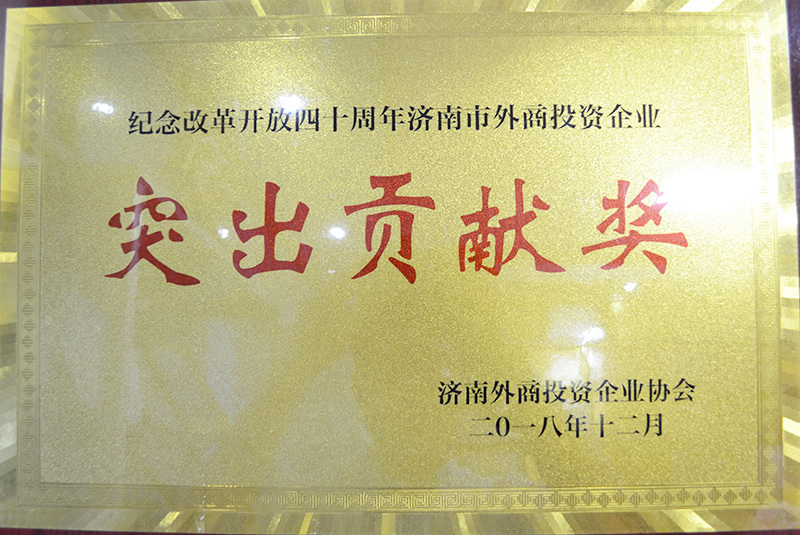 纪念改革开放四十周年济南市外商投资企业
突出贡献奖
济南外商投资企业协会
二0一八年十二月